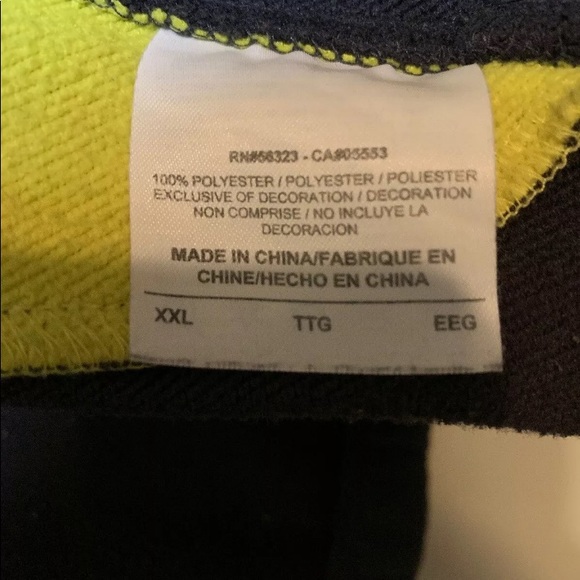 RN#56323 - CA#05553
100% POLYESTER / POLYESTER / POLIESTER
EXCLUSIVE OF DECORATION / DECORATION
NON COMPRISE / NO INCLUYE LA
DECORACION
MADE IN CHINA/FABRIQUE EN
CHINE/HECHO EN CHINA
XXL TTG EEG